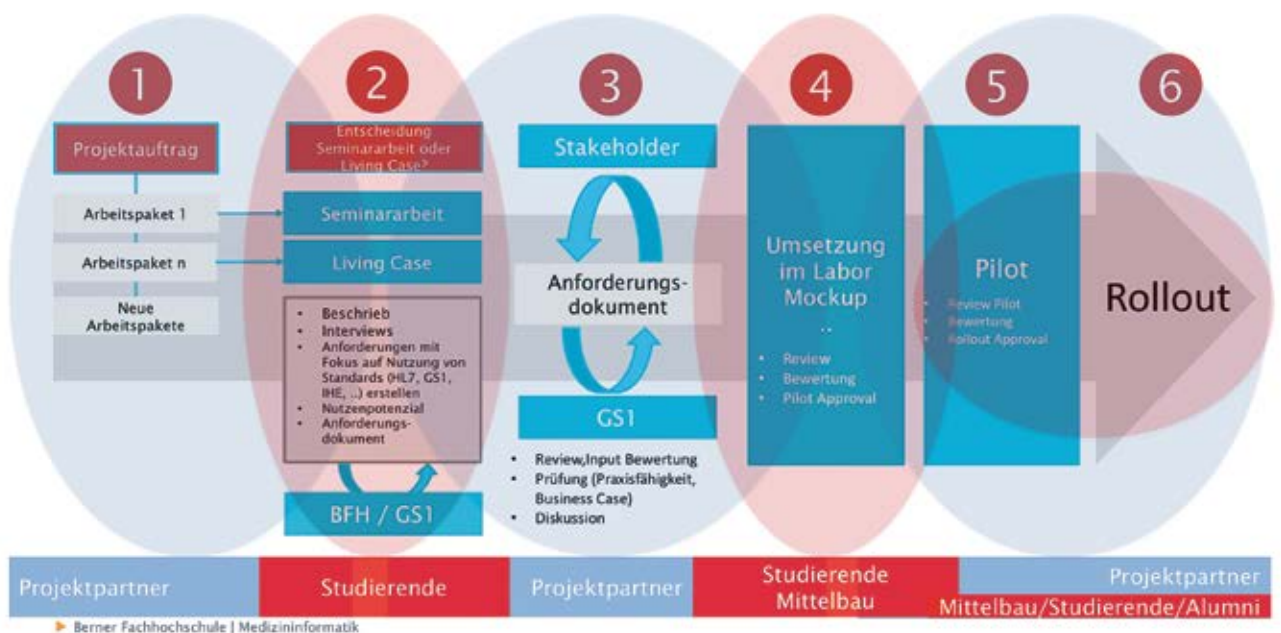 1
Projektauftrag
Arbeitspaket 1
Arbeitspaket n
Neue
Arbeitspakete
2
Entscheidung
Seminararbeit oder
Living Case?
Seminararbeit
Living Case
• Beschrieb
• Interviews
• Anforderungen mit
Fokus auf Nutzung von
Standards (HL7, GS1,
IHE, ..) erstellen
• Nutzenpotenzial
• Anforderungs-
dokument
BFH / GS1
3
Stakeholder
Anforderungs-
dokument
GS1
• Review,Input Bewertung
• Prüfung (Praxisfähigkeit,
Business Case)
• Diskussion
4
Umsetzung
im Labor
Mockup
..
• Review
• Bewertung
• Pilot Approval
5
Pilot
• Review Pilot
• Bewertung
• Rollout Approval
6
Rollout
Projektpartner
Studierende
Projektpartner
Studierende
Mittelbau
Projektpartner
Mittelbau/Studierende/Alumni
Berner Fachhochschule | Medizininformatik